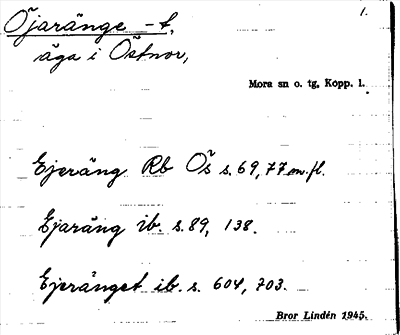 Öjaränge -t,
1.
äga i Östnor,
Mora sn o. tg, Kopp. l.
Ejeräng Rb Ös s. 69, 77 m.fl.
Ejaräng ib. s. 89, 138.
Ejeränget ib. s. 604, 703.
Bror Lindén 1945.